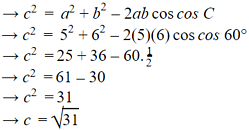 → c² = a² + b² − 2ab cos cos C
→ c² = 5² + 6² − 2(5)(6) cos cos 60°
→ c² = 25 + 36 − 60.½
→ c² = 61 − 30
→ c² = 31
→ c = √31